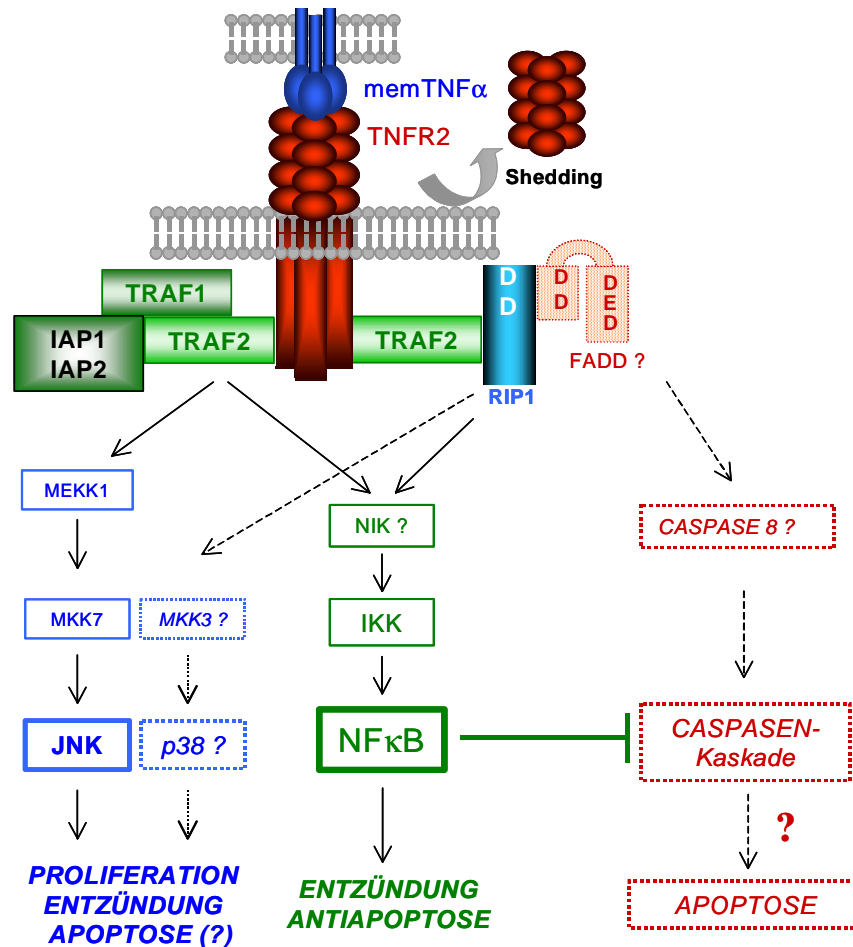 memTNFα
TNFR2
Shedding
TRAF1
IAP1
IAP2
TRAF2
TRAF2
D
D
D
D
D
E
D
RIP1
FADD ?
MEKK1
NIK ?
CASPASE 8 ?
MKK7
MKK3 ?
IKK
JNK
p38 ?
NFκB
CASPASEN-
Kaskade
?
PROLIFERATION
ENTZÜNDUNG
APOPTOSE (?)
ENTZÜNDUNG
ANTIAPOPTOSE
APOPTOSE